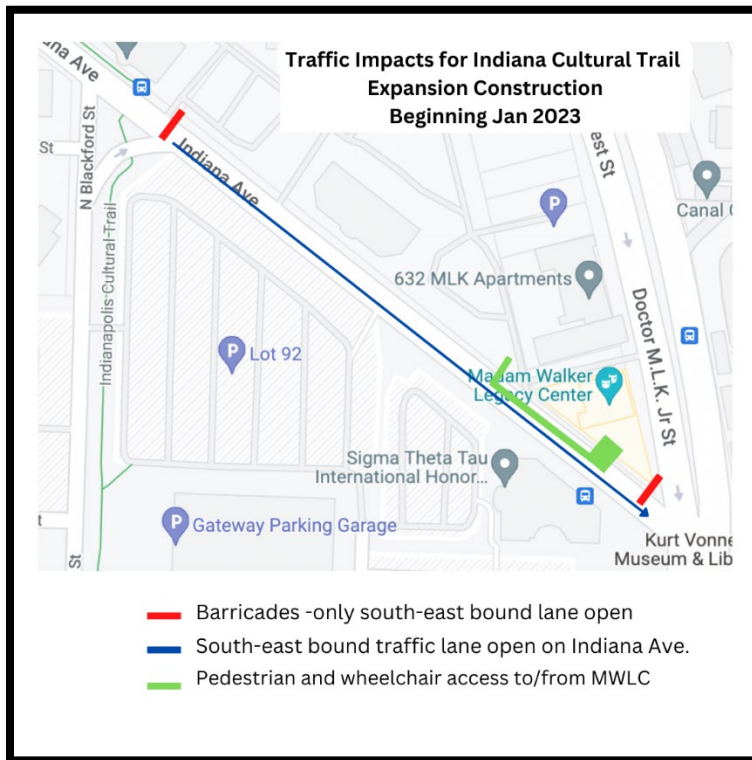 Traffic Impacts for Indiana Cultural Trail
Expansion Construction
Beginning Jan 2023
Ave
N Blackford St
St
Indiana Ave
Indianapolis Cultural Trail
P
Lot 92
P
est St
Canal
632 MLK Apartments
Doctor M.L.K. Jr St
Madam Walker
Legacy Center
Sigma Theta Tau
International Honor...
P
Gateway Parking Garage
St
Kurt Vonne
Museum & Lib
Barricades -only south-east bound lane open
South-east bound traffic lane open on Indiana Ave.
Pedestrian and wheelchair access to/from MWLC